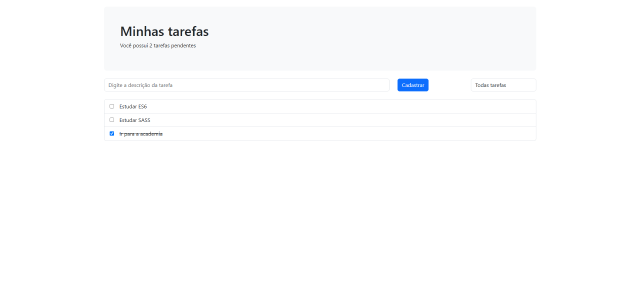 Minhas tarefas
Você possui 2 tarefas pendentes
Digite a descrição da tarefa
Cadastrar
Todas tarefas
Estudar ES6
Estudar SASS
Ir para a academia